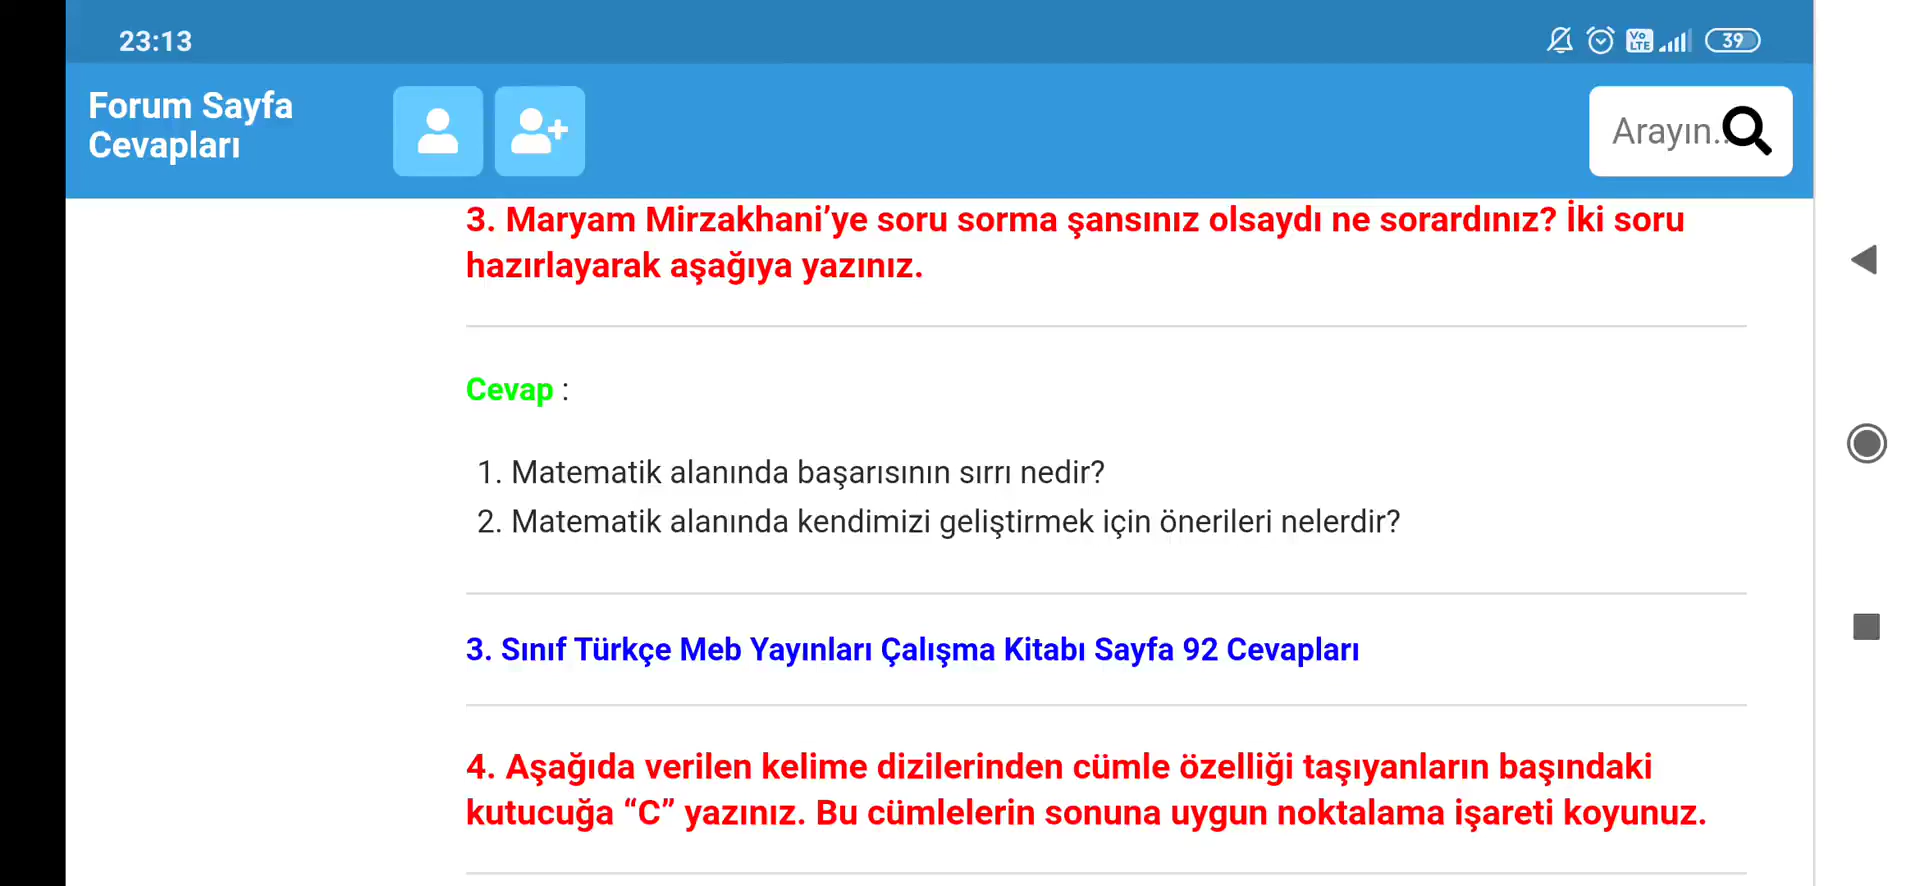 23:13
Vo LTE
39
Forum Sayfa
Cevapları
Arayın..
3. Maryam Mirzakhani’ye soru sorma şansınız olsaydı ne sorardınız? İki soru
hazırlayarak aşağıya yazınız.
Cevap :
1. Matematik alanında başarısının sırrı nedir?
2. Matematik alanında kendimizi geliştirmek için önerileri nelerdir?
3. Sınıf Türkçe Meb Yayınları Çalışma Kitabı Sayfa 92 Cevapları
4. Aşağıda verilen kelime dizilerinden cümle özelliği taşıyanların başındaki
kutucuğa “C” yazınız. Bu cümlelerin sonuna uygun noktalama işareti koyunuz.